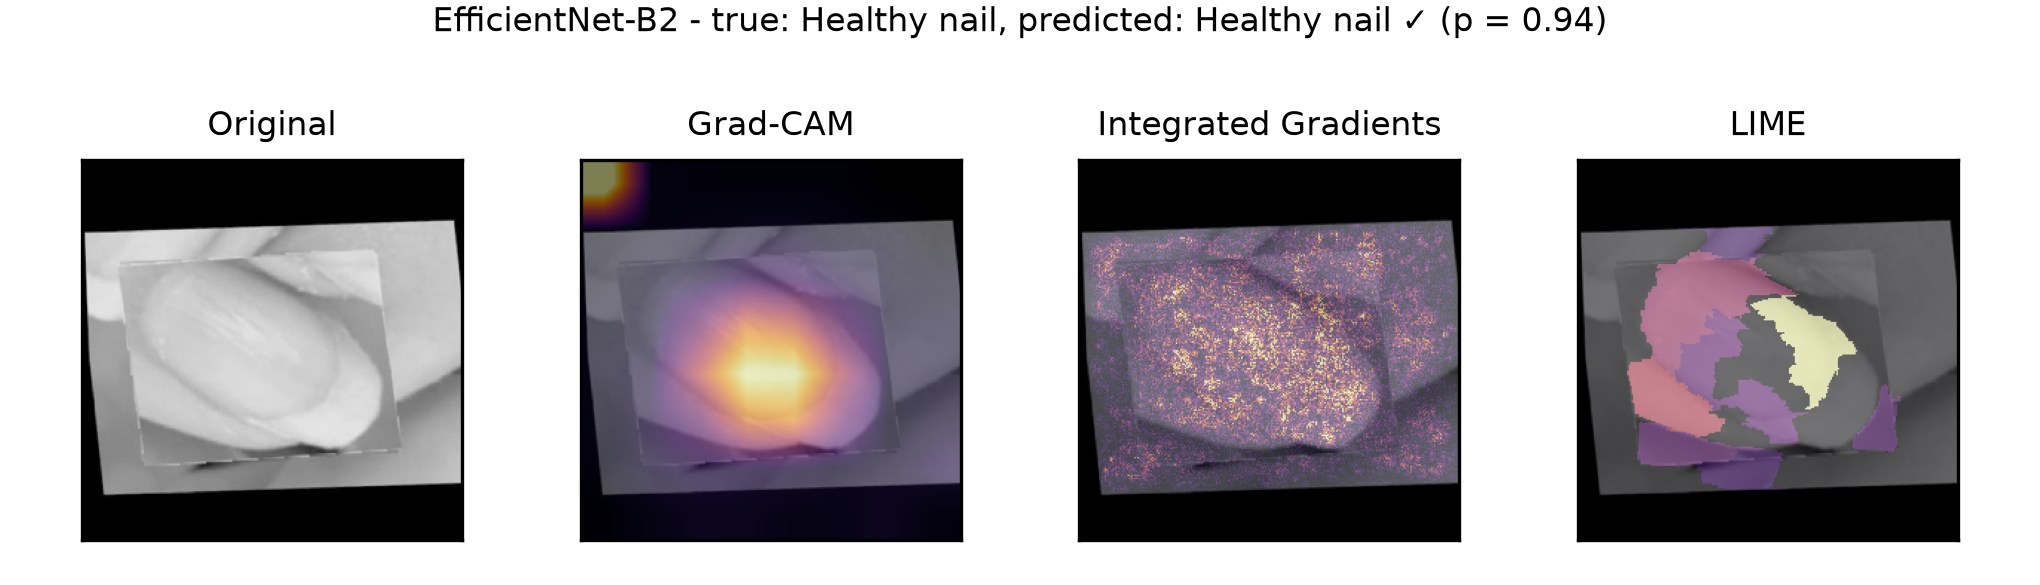 EfficientNet-B2 - true: Healthy nail, predicted: Healthy nail ✓ (p = 0.94)
Original
Grad-CAM
Integrated Gradients
LIME